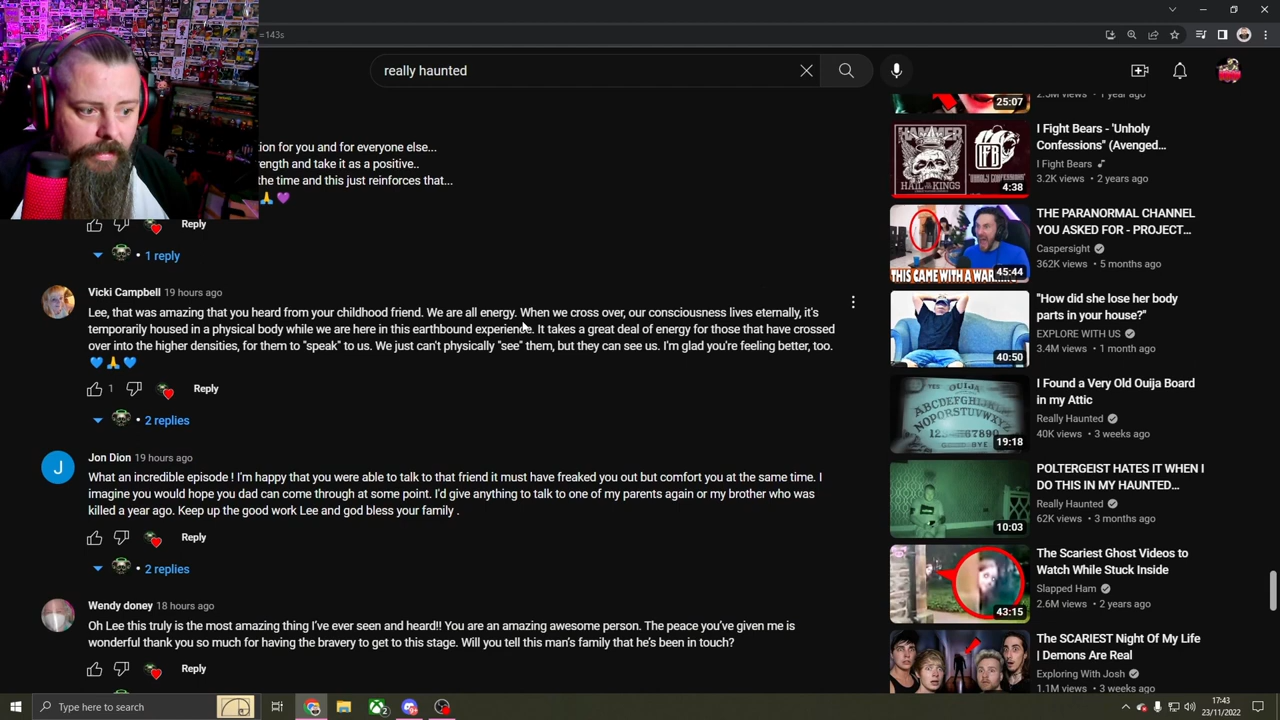 =143s
really haunted
tion for you and for everyone else...
rength and take it as a positive..
the time and this just reinforces that...
Reply
1 reply
Vicki Campbell 19 hours ago
Lee, that was amazing that you heard from your childhood friend. We are all energy. When we cross over, our consciousness lives eternally, it's
temporarily housed in a physical body while we are here in this earthbound experience. It takes a great deal of energy for those that have crossed
over into the higher densities, for them to "speak" to us. We just can't physically "see" them, but they can see us. I'm glad you're feeling better, too.
💙🙏💙
1 Reply
2 replies
Jon Dion 19 hours ago
What an incredible episode ! I'm happy that you were able to talk to that friend it must have freaked you out but comfort you at the same time. I
imagine you would hope you dad can come through at some point. I'd give anything to talk to one of my parents again or my brother who was
killed a year ago. Keep up the good work Lee and god bless your family .
Reply
2 replies
Wendy doney 18 hours ago
Oh Lee this truly is the most amazing thing I've ever seen and heard!! You are an amazing awesome person. The peace you've given me is
wonderful thank you so much for having the bravery to get to this stage. Will you tell this man's family that he's been in touch?
Reply
25:07
2.3M views • 1 year ago
HAMMER
HAIL THE KINGS
IFB
4:38
I Fight Bears - 'Unholy
Confessions" (Avenged...
I Fight Bears
3.2K views • 2 years ago
THIS CAME WITH A WAR
45:44
THE PARANORMAL CHANNEL
YOU ASKED FOR - PROJECT...
Caspersight
362K views • 5 months ago
40:50
"How did she lose her body
parts in your house?"
EXPLORE WITH US
3.4M views • 1 month ago
YES OUIJA
ABCDEFGHI
NOPQRSTUV
GOOD BYE
19:18
I Found a Very Old Ouija Board
in my Attic
Really Haunted
40K views • 3 weeks ago
10:03
POLTERGEIST HATES IT WHEN I
DO THIS IN MY HAUNTED...
Really Haunted
62K views • 3 months ago
43:15
The Scariest Ghost Videos to
Watch While Stuck Inside
Slapped Ham
2.6M views • 2 years ago
The SCARIEST Night Of My Life
| Demons Are Real
Exploring With Josh
1.1M views • 3 weeks ago
Type here to search
17:43
23/11/2022